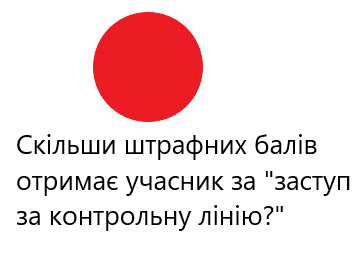 Скільши штрафних балів
отримає учасник за "заступ
за контрольну лінію?"